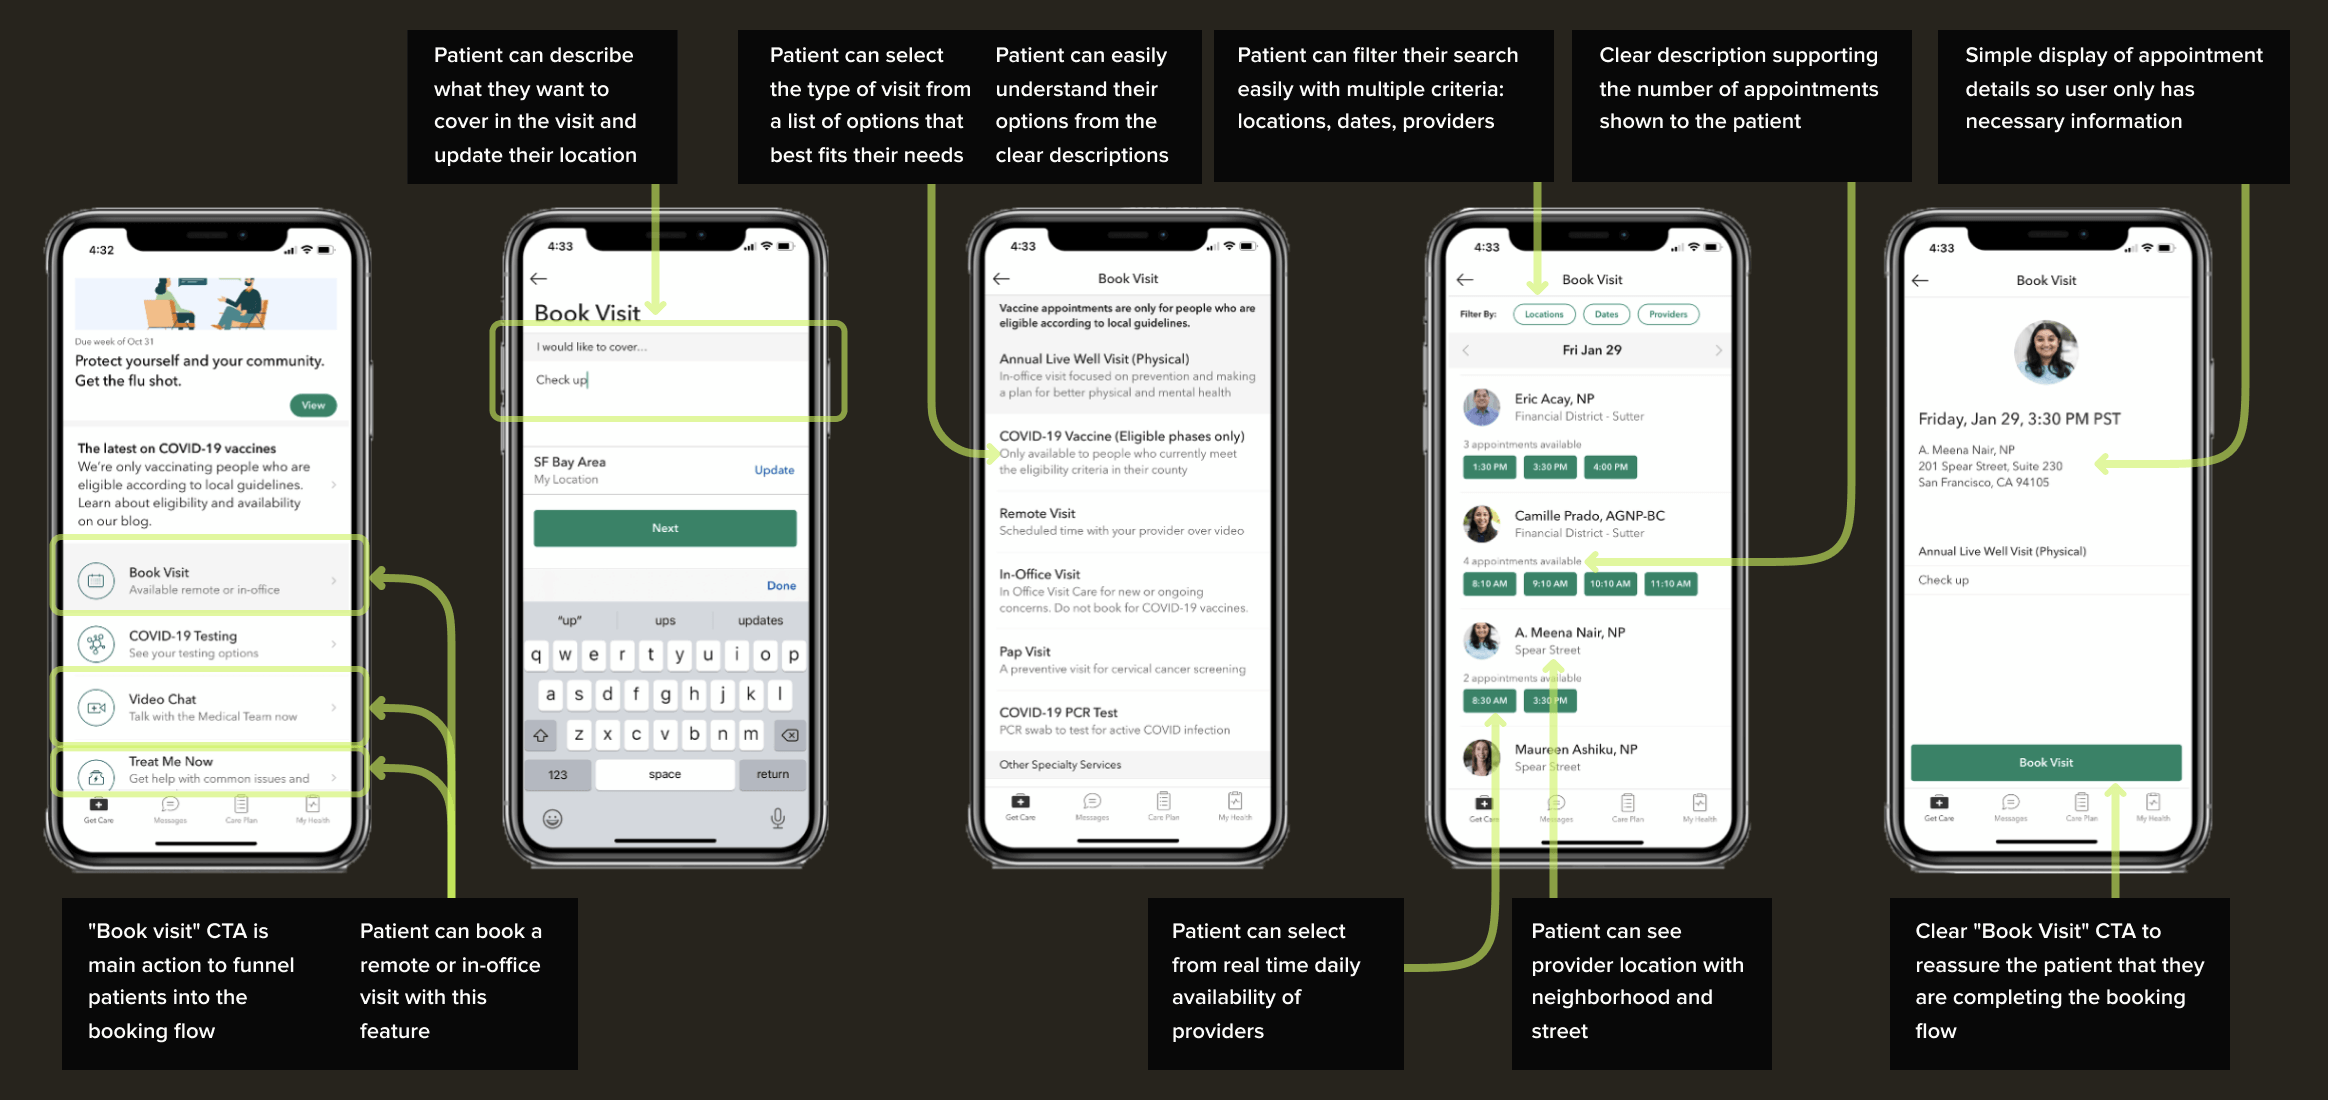 Patient can describe
what they want to
cover in the visit and
update their location
Patient can select
the type of visit from
a list of options that
best fits their needs
Patient can easily
understand their
options from the
clear descriptions
Patient can filter their search
easily with multiple criteria:
locations, dates, providers
Clear description supporting
the number of appointments
shown to the patient
Simple display of appointment
details so user only has
necessary information
4:32
Due week of Oct 31
Protect yourself and your community.
Get the flu shot.
View
The latest on COVID-19 vaccines
We're only vaccinating people who are
eligible according to local guidelines.
Learn about eligibility and availability
on our blog.
Book Visit
Available remote or in-office
COVID-19 Testing
See your testing options
Video Chat
Talk with the Medical Team now
Treat Me Now
Get help with common issues and
Get Care
Messages
Care Plan
My Health
4:33
Book Visit
I would like to cover...
Check up
SF Bay Area
My Location
Update
Next
Done
"up"
ups
updates
q w e r t y u i o p
a s d f g h j k l
z x c v b n m
123
space
return
4:33
Book Visit
Vaccine appointments are only for people who are
eligible according to local guidelines.
Annual Live Well Visit (Physical)
In-office visit focused on prevention and making
a plan for better physical and mental health
COVID-19 Vaccine (Eligible phases only)
Only available to people who currently meet
the eligibility criteria in their county
Remote Visit
Scheduled time with your provider over video
In-Office Visit
In Office Visit Care for new or ongoing
concerns. Do not book for COVID-19 vaccines.
Pap Visit
A preventive visit for cervical cancer screening
COVID-19 PCR Test
PCR swab to test for active COVID infection
Other Specialty Services
Get Care
Messages
Care Plan
My Health
4:33
Book Visit
Filter By:
Locations
Dates
Providers
Fri Jan 29
Eric Acay, NP
Financial District - Sutter
3 appointments available
1:30 PM
3:30 PM
4:00 PM
Camille Prado, AGNP-BC
Financial District - Sutter
4 appointments available
8:10 AM
9:10 AM
10:10 AM
11:10 AM
A. Meena Nair, NP
Spear Street
2 appointments available
8:30 AM
3:30 PM
Maureen Ashiku, NP
Spear Street
Get Care
Messages
Care Plan
My Health
4:33
Book Visit
Friday, Jan 29, 3:30 PM PST
A. Meena Nair, NP
201 Spear Street, Suite 230
San Francisco, CA 94105
Annual Live Well Visit (Physical)
Check up
Book Visit
Get Care
Messages
Care Plan
My Health
"Book visit" CTA is
main action to funnel
patients into the
booking flow
Patient can book a
remote or in-office
visit with this
feature
Patient can select
from real time daily
availability of
providers
Patient can see
provider location with
neighborhood and
street
Clear "Book Visit" CTA to
reassure the patient that they
are completing the booking
flow